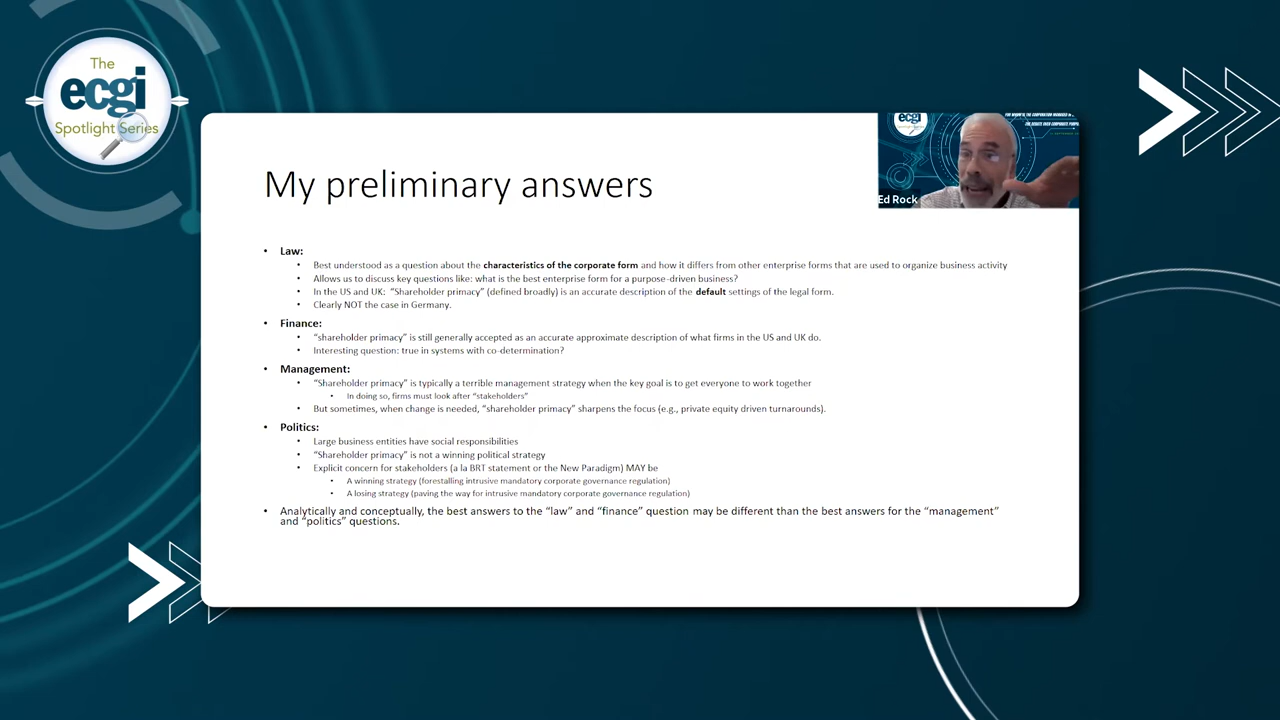 The
ecgi
Spotlight Series
ecgi
Ed Rock
My preliminary answers
• Law:
• Best understood as a question about the characteristics of the corporate form and how it differs from other enterprise forms that are used to organize business activity
• Allows us to discuss key questions like: what is the best enterprise form for a purpose-driven business?
• In the US and UK: “Shareholder primacy” (defined broadly) is an accurate description of the default settings of the legal form.
• Clearly NOT the case in Germany.
• Finance:
• “shareholder primacy” is still generally accepted as an accurate approximate description of what firms in the US and UK do.
• Interesting question: true in systems with co-determination?
• Management:
• “Shareholder primacy” is typically a terrible management strategy when the key goal is to get everyone to work together
• In doing so, firms must look after “stakeholders”
• But sometimes, when change is needed, “shareholder primacy” sharpens the focus (e.g., private equity driven turnarounds).
• Politics:
• Large business entities have social responsibilities
• “Shareholder primacy” is not a winning political strategy
• Explicit concern for stakeholders (a la BRT statement or the New Paradigm) MAY be
• A winning strategy (forestalling intrusive mandatory corporate governance regulation)
• A losing strategy (paving the way for intrusive mandatory corporate governance regulation)
• Analytically and conceptually, the best answers to the “law” and “finance” question may be different than the best answers for the “management”
and “politics” questions.